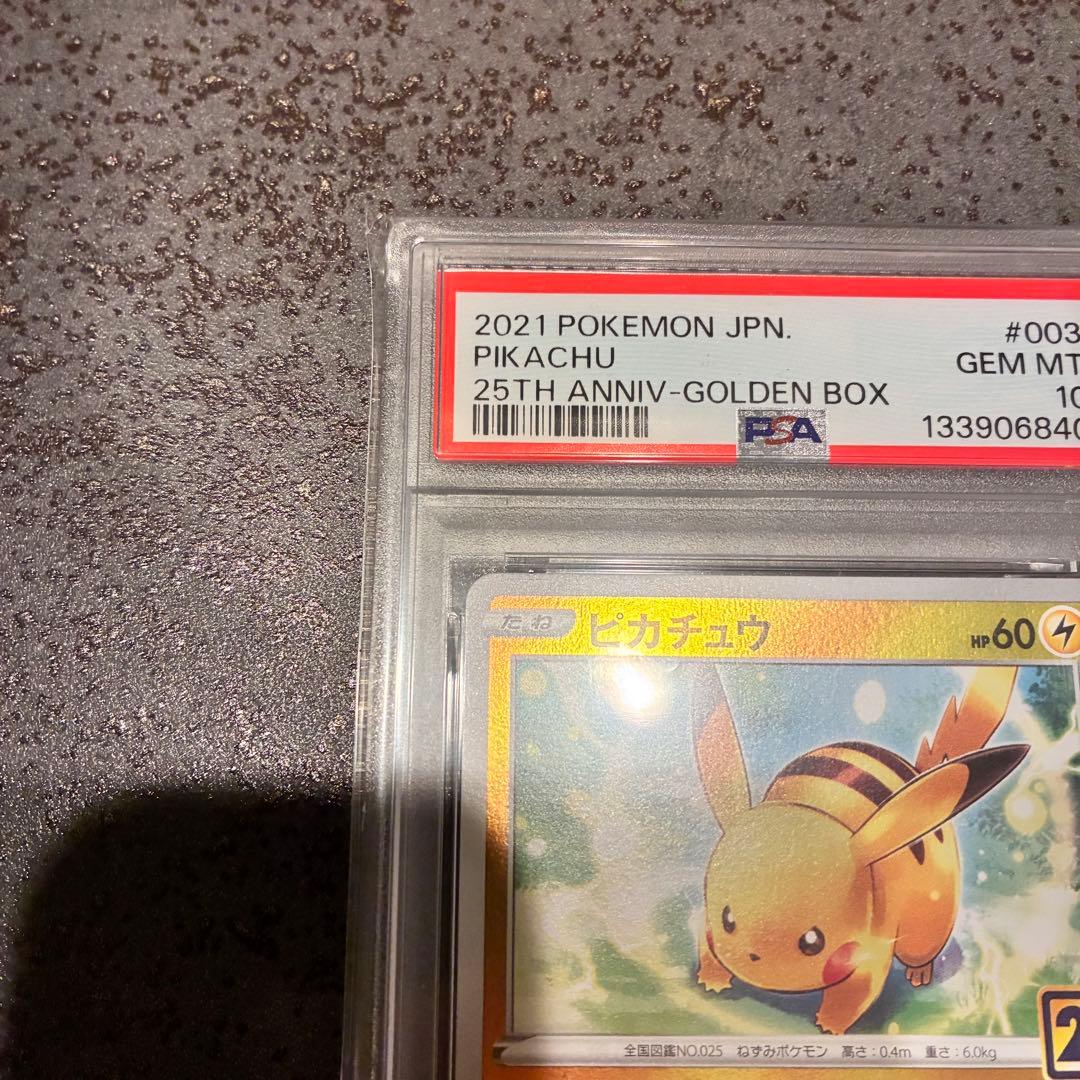 2021 POKEMON JPN. #003
PIKACHU GEM MT
25TH ANNIV-GOLDEN BOX 10
PSA 133906840
たね ピカチュウ HP60
全国図鑑NO.025 ねずみポケモン 高さ:0.4m 重さ:6.0kg
2